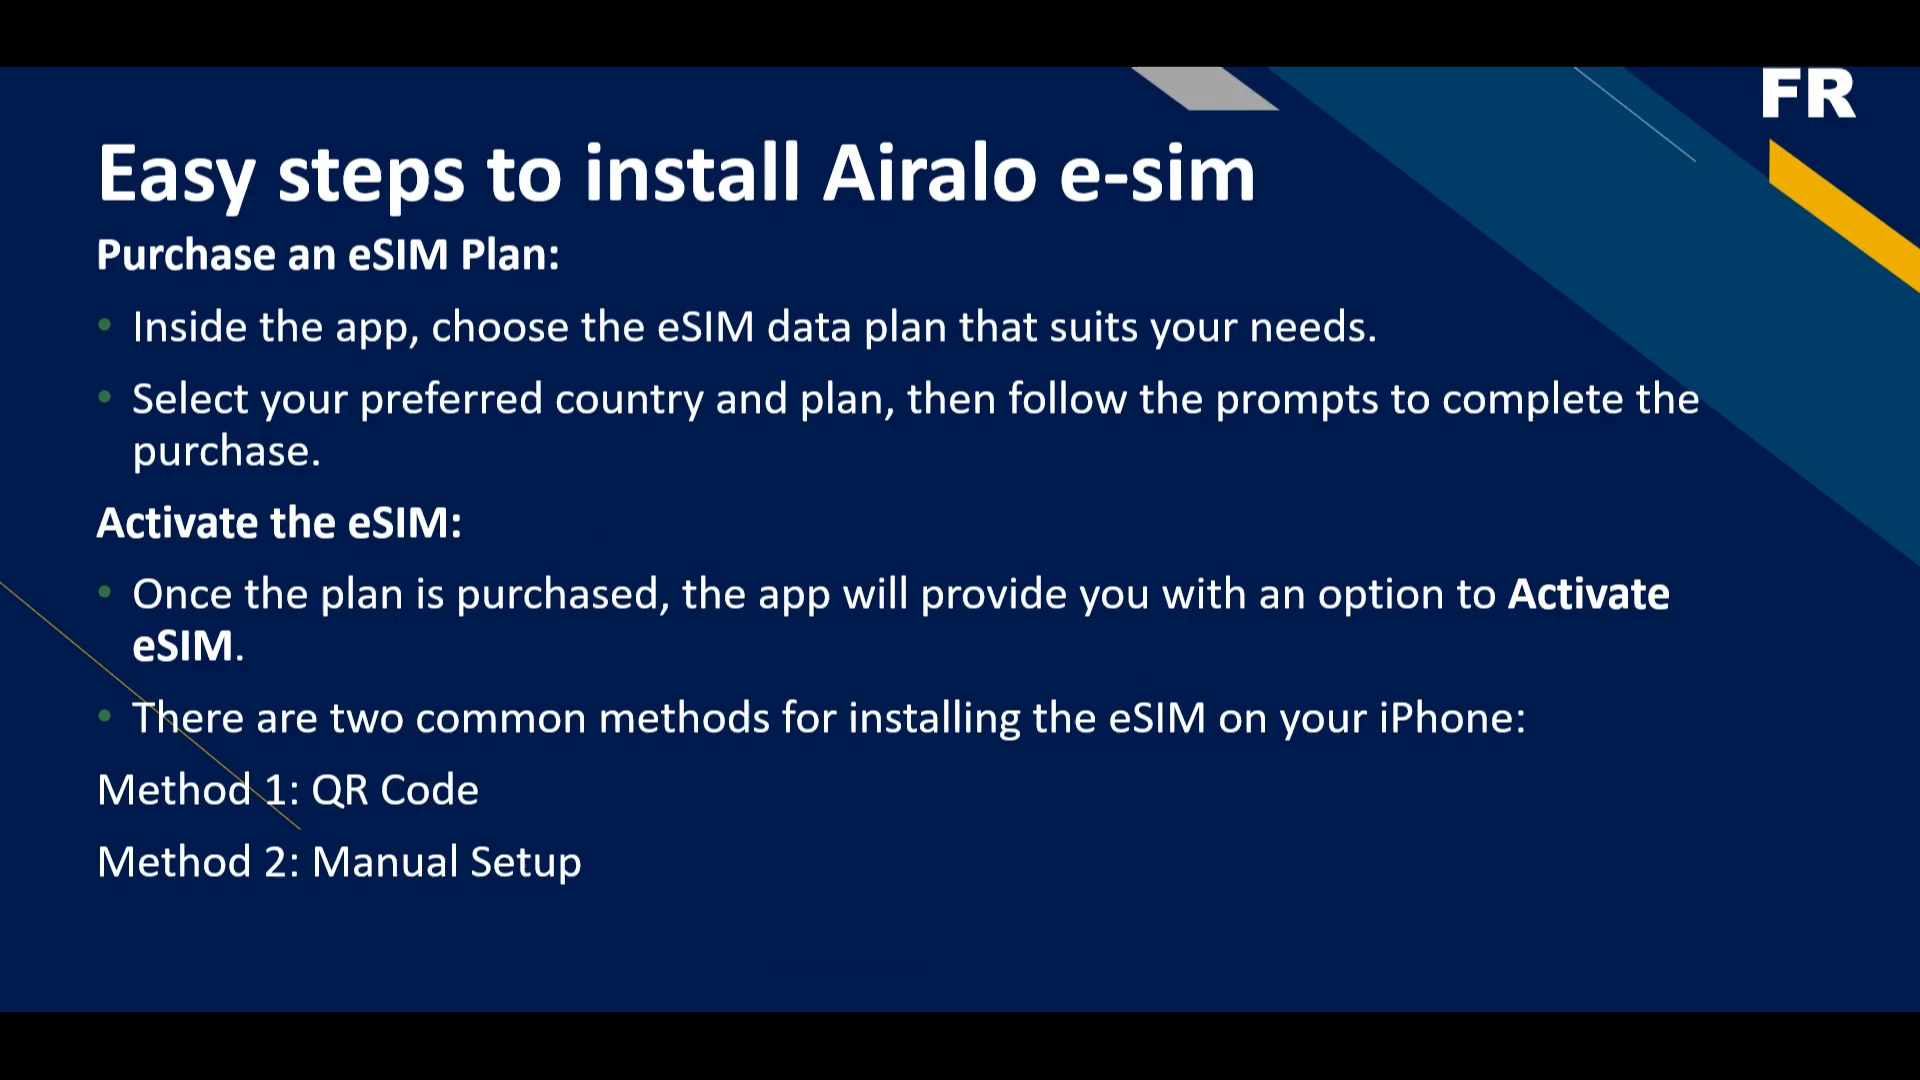 FR
Easy steps to install Airalo e-sim
Purchase an eSIM Plan:
• Inside the app, choose the eSIM data plan that suits your needs.
• Select your preferred country and plan, then follow the prompts to complete the
purchase.
Activate the eSIM:
• Once the plan is purchased, the app will provide you with an option to Activate
eSIM.
• There are two common methods for installing the eSIM on your iPhone:
Method 1: QR Code
Method 2: Manual Setup